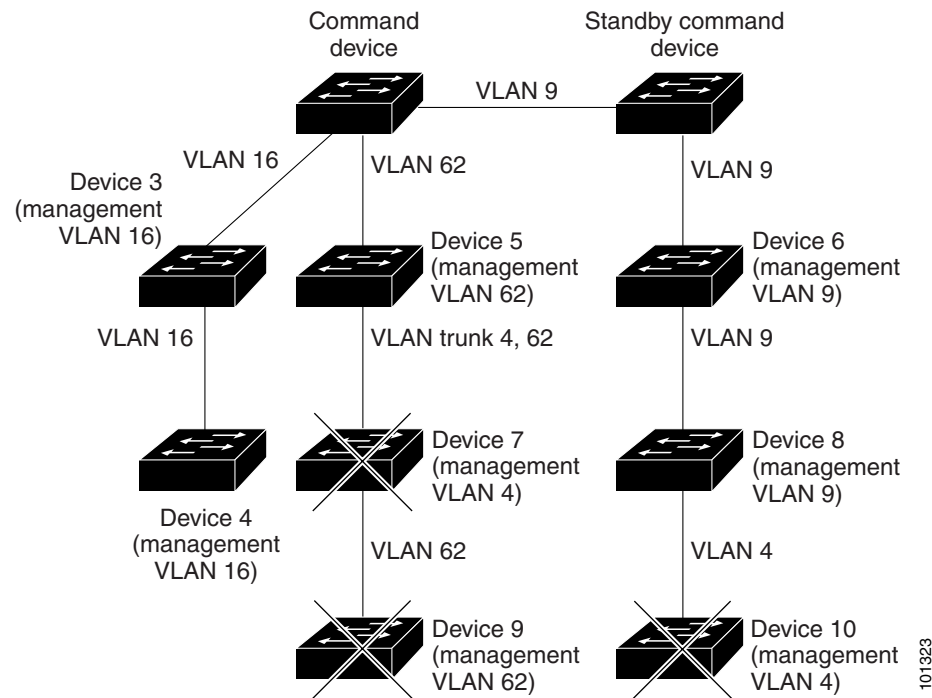 Command
device
Standby command
device
VLAN 9
VLAN 16
VLAN 62
VLAN 9
Device 3
(management
VLAN 16)
Device 5
(management
VLAN 62)
Device 6
(management
VLAN 9)
VLAN 16
VLAN trunk 4, 62
VLAN 9
Device 4
(management
VLAN 16)
Device 7
(management
VLAN 4)
Device 8
(management
VLAN 9)
VLAN 62
VLAN 4
Device 9
(management
VLAN 62)
Device 10
(management
VLAN 4)
101323